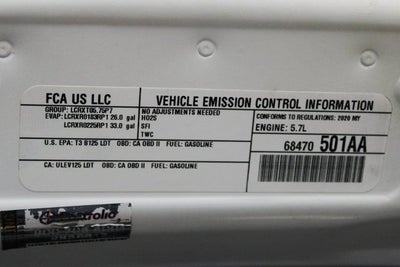 FCA US LLC
VEHICLE EMISSION CONTROL INFORMATION
GROUP: LCRXT05.75P7
EVAP: LCRXR0183RP1 26.0 gal
LCRXR0225RP1 33.0 gal
NO ADJUSTMENTS NEEDED
HO2S
SFI
TWC
CONFORMS TO REGULATIONS: 2020 MY
ENGINE: 5.7L
68470 501AA
U.S. EPA: T3 B125 LDT OBD: CA OBD II FUEL: GASOLINE
CA: ULEV125 LDT OBD: CA OBD II FUEL: GASOLINE